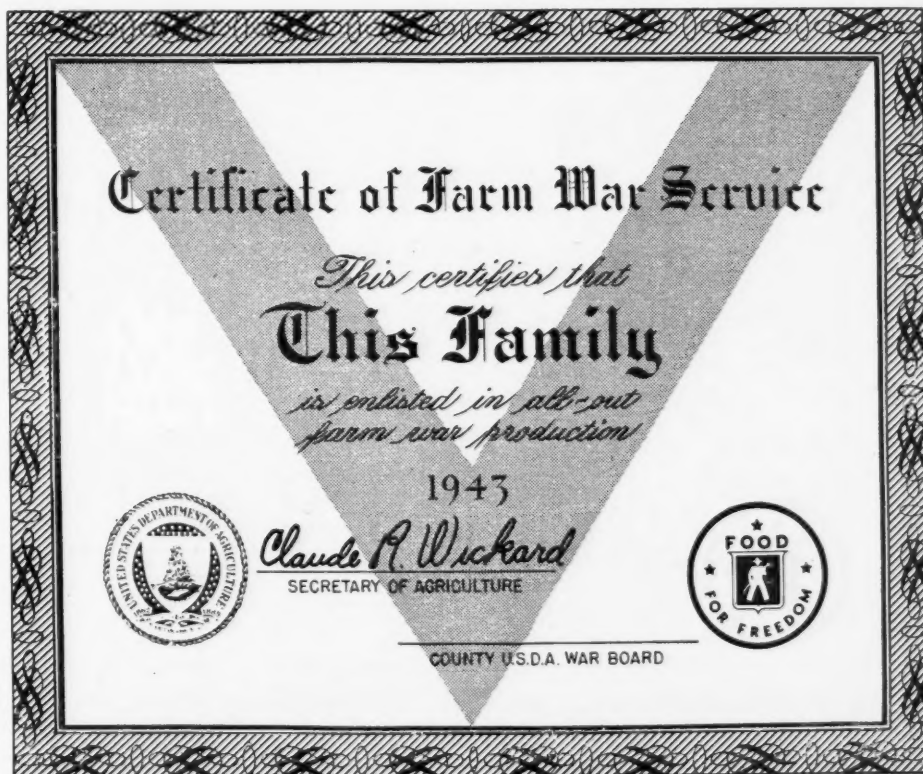 Certificate of Farm War Service
This certifies that
This Family
is enlisted in all-out
farm war production
1943
UNITED STATES DEPARTMENT OF AGRICULTURE
Claude R. Wickard
SECRETARY OF AGRICULTURE
FOOD
FOR FREEDOM
COUNTY U.S.D.A. WAR BOARD